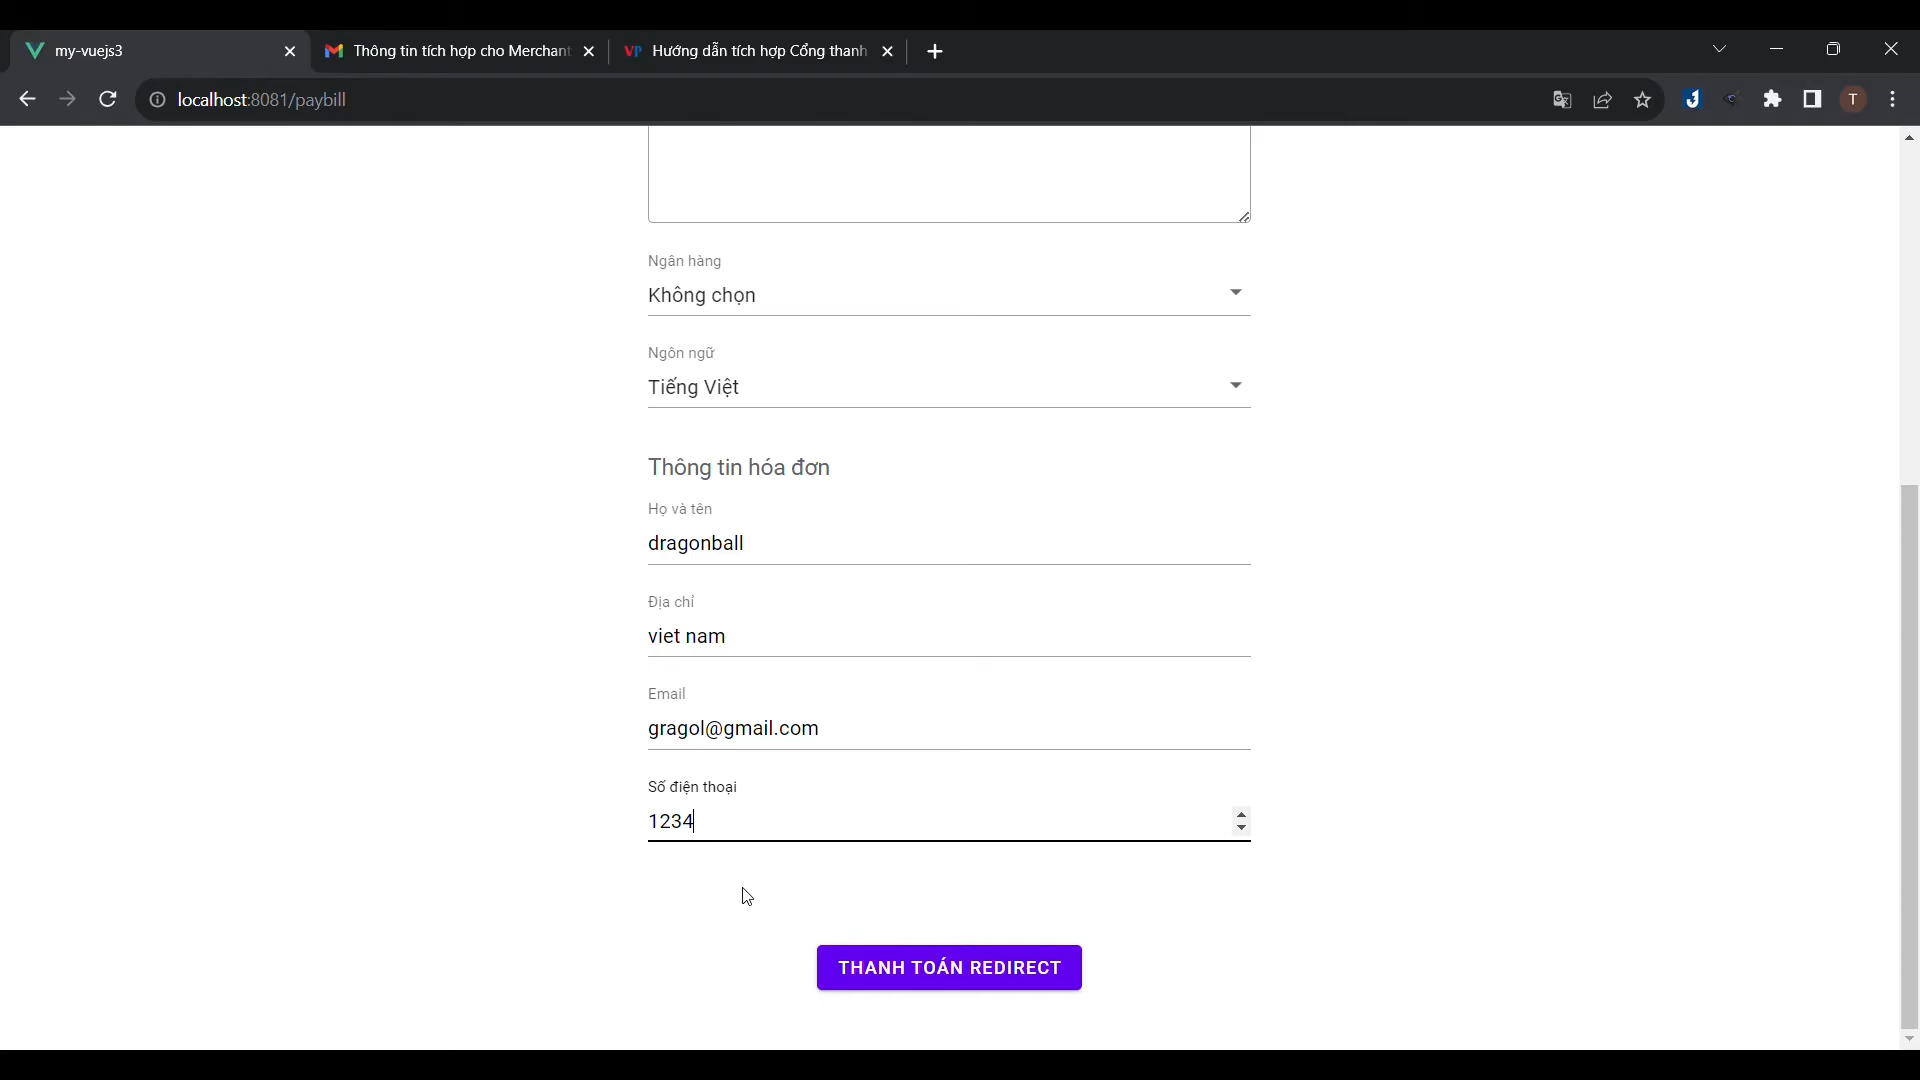 my-vuejs3
Thông tin tích hợp cho Merchant
VP Hướng dẫn tích hợp Cổng thanh
localhost:8081/paybill
T
Ngân hàng
Không chọn
Ngôn ngữ
Tiếng Việt
Thông tin hóa đơn
Họ và tên
dragonball
Địa chỉ
viet nam
Email
gragol@gmail.com
Số điện thoại
1234
THANH TOÁN REDIRECT